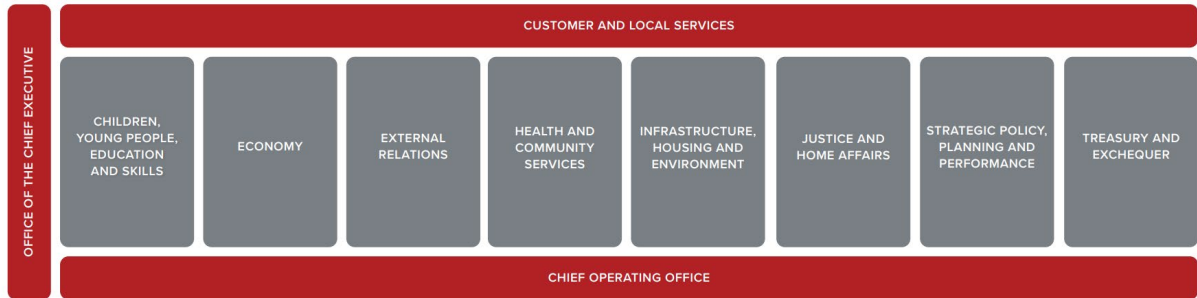 OFFICE OF THE CHIEF EXECUTIVE
CUSTOMER AND LOCAL SERVICES
CHILDREN,
YOUNG PEOPLE,
EDUCATION
AND SKILLS
ECONOMY
EXTERNAL
RELATIONS
HEALTH AND
COMMUNITY
SERVICES
INFRASTRUCTURE,
HOUSING AND
ENVIRONMENT
JUSTICE AND
HOME AFFAIRS
STRATEGIC POLICY,
PLANNING AND
PERFORMANCE
TREASURY AND
EXCHEQUER
CHIEF OPERATING OFFICE